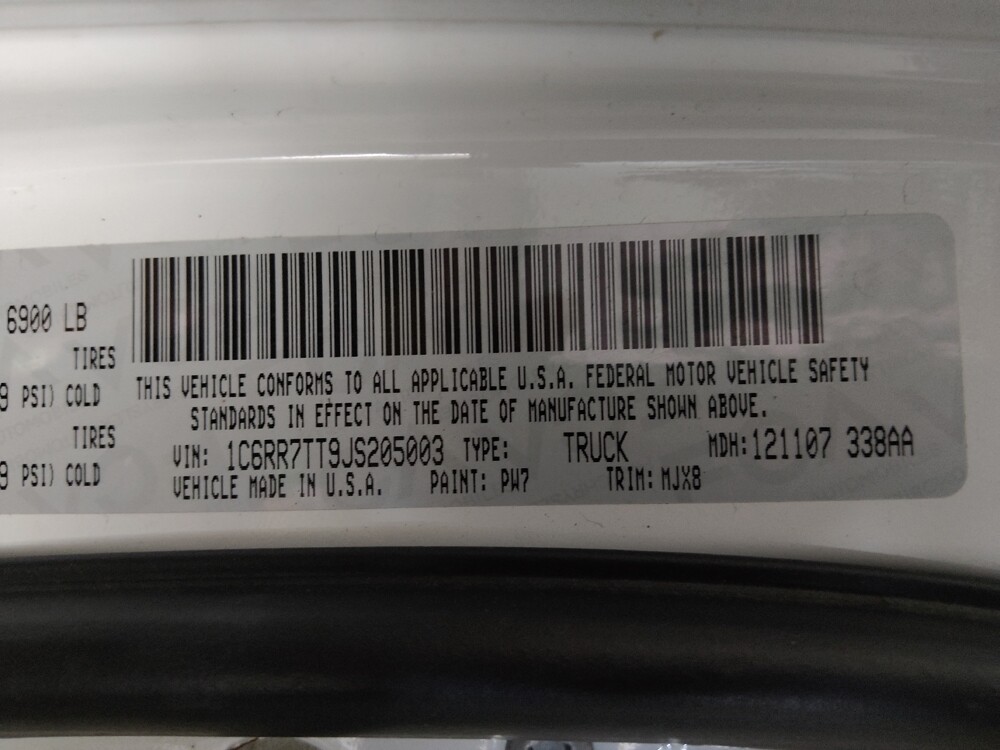 6900 LB
TIRES
9 PSI) COLD
TIRES
9 PSI) COLD
THIS VEHICLE CONFORMS TO ALL APPLICABLE U.S.A. FEDERAL MOTOR VEHICLE SAFETY
STANDARDS IN EFFECT ON THE DATE OF MANUFACTURE SHOWN ABOVE.
VIN: 1C6RR7TT9JS205003 TYPE: TRUCK MDH: 121107 338AA
VEHICLE MADE IN U.S.A. PAINT: PW7 TRIM: MJX8